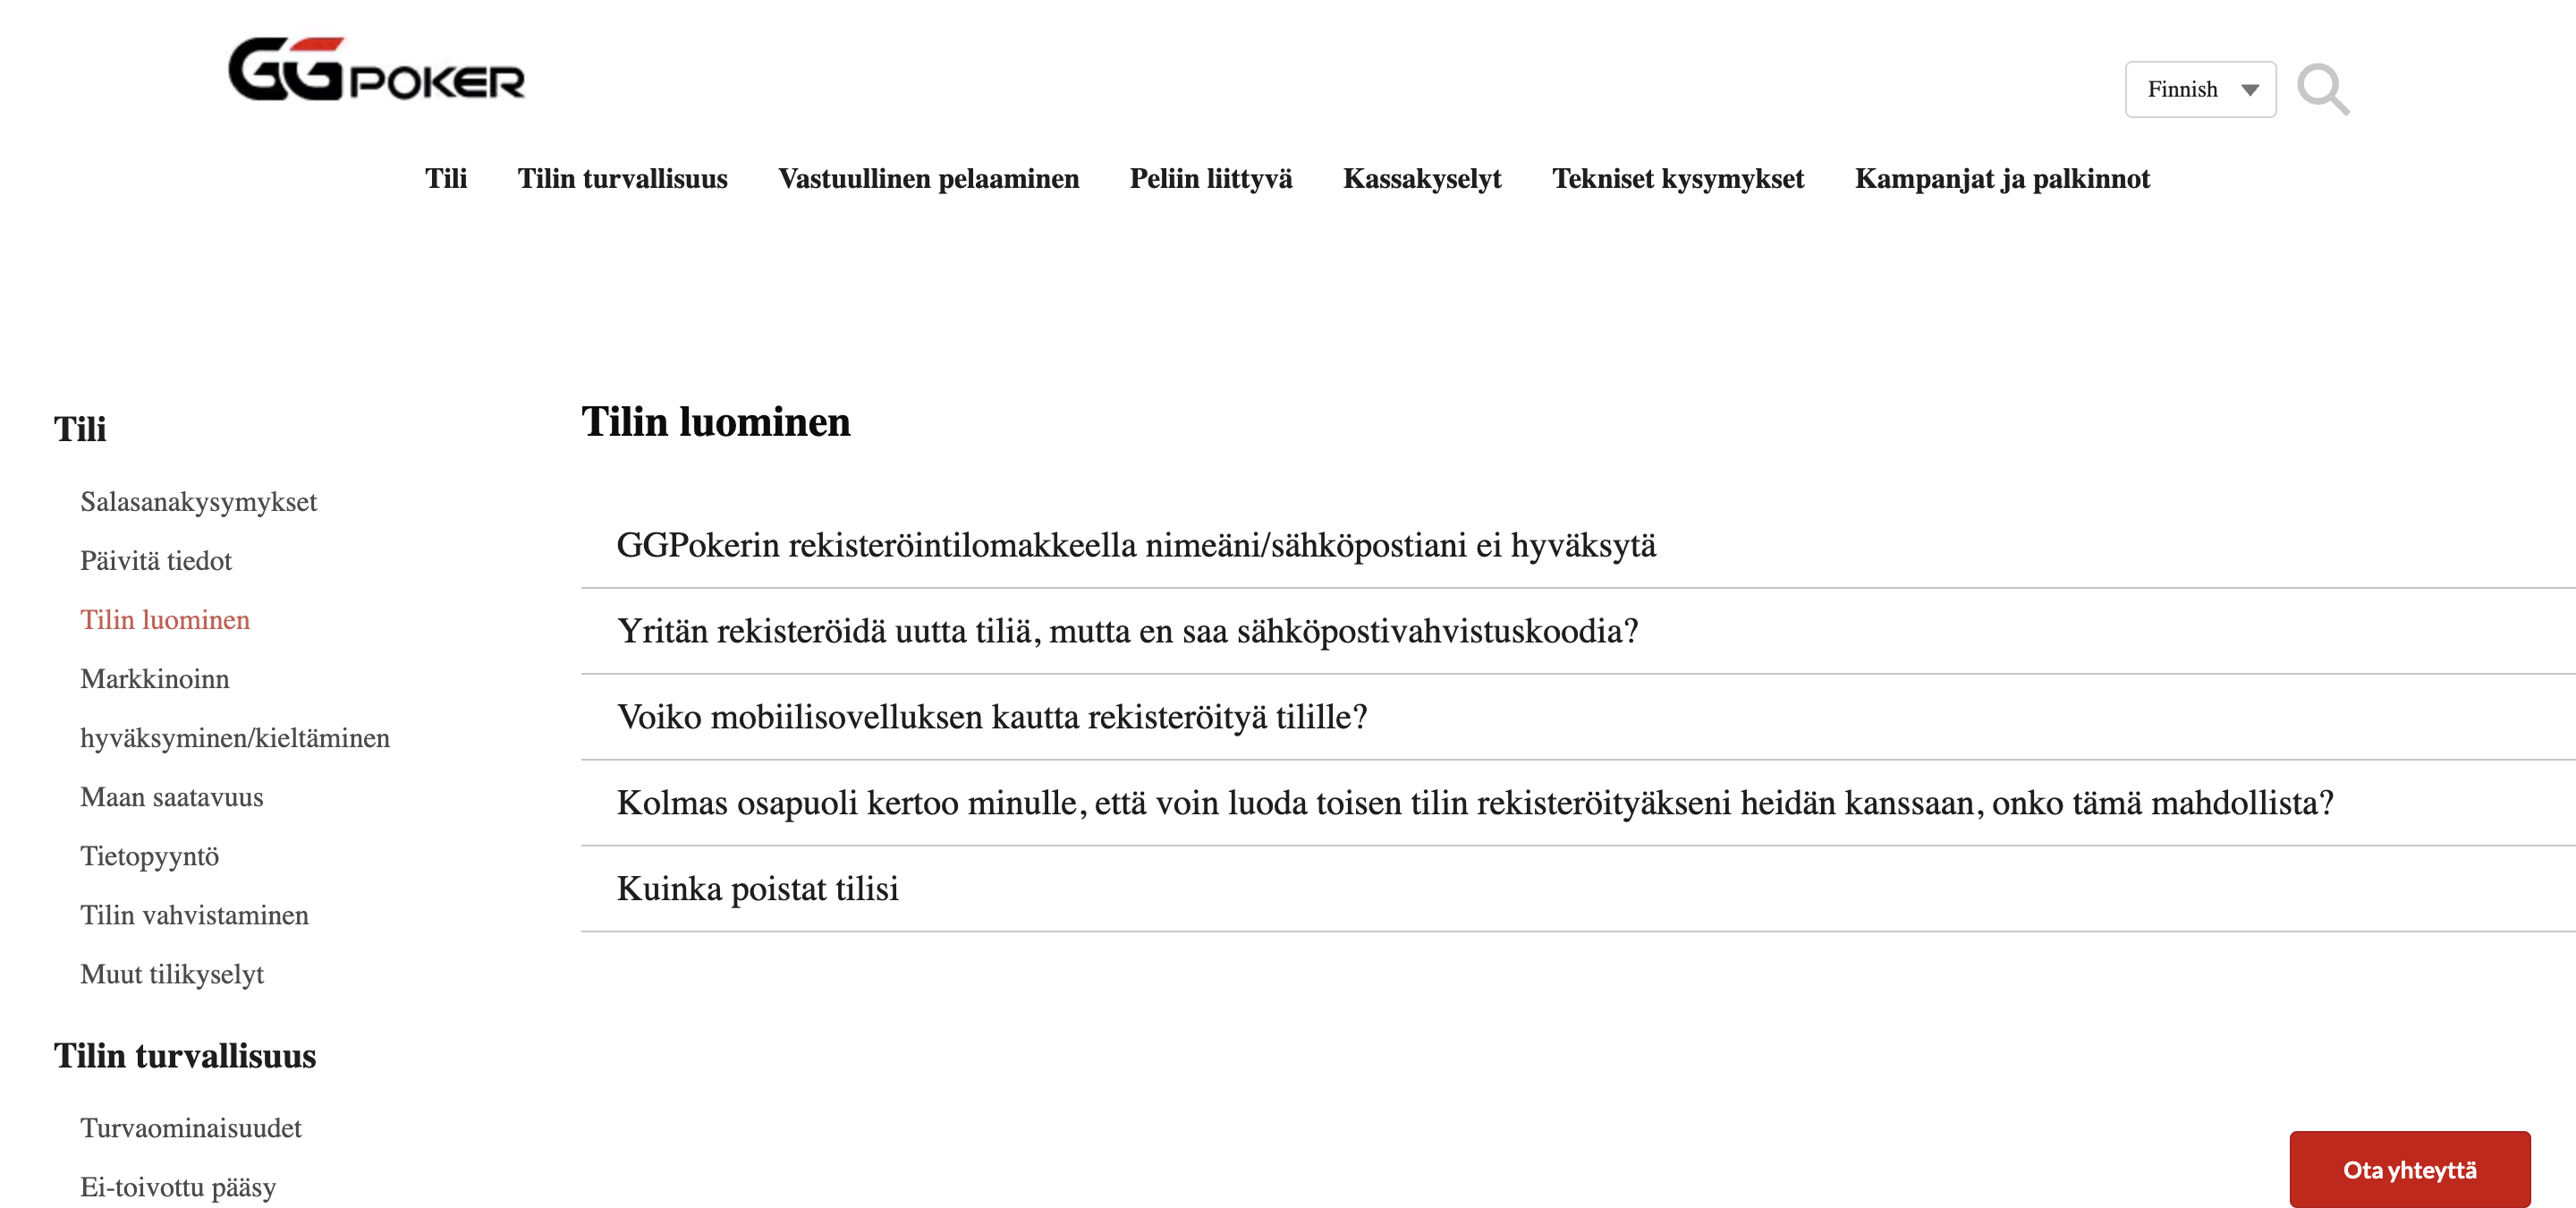 GGPOKER
Finnish
Tili Tilin turvallisuus Vastuullinen pelaaminen Peliin liittyvä Kassakyselyt Tekniset kysymykset Kampanjat ja palkinnot
Tili
Salasanakysymykset
Päivitä tiedot
Tilin luominen
Markkinoinn
hyväksyminen/kieltäminen
Maan saatavuus
Tietopyyntö
Tilin vahvistaminen
Muut tilikyselyt
Tilin turvallisuus
Turvaominaisuudet
Ei-toivottu pääsy
Tilin luominen
GGPokerin rekisteröintilomakkeella nimeäni/sähköpostiani ei hyväksytä
Yritän rekisteröidä uutta tiliä, mutta en saa sähköpostivahvistuskoodia?
Voiko mobiilisovelluksen kautta rekisteröityä tilille?
Kolmas osapuoli kertoo minulle, että voin luoda toisen tilin rekisteröityäkseni heidän kanssaan, onko tämä mahdollista?
Kuinka poistat tilisi
Ota yhteyttä